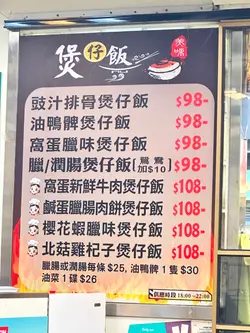 煲仔飯
美味
豉汁排骨煲仔飯 $98-
油鴨髀煲仔飯 $98-
窩蛋臘味煲仔飯 $98-
臘/潤腸煲仔飯(鴛鴦加$10) $98-
窩蛋新鮮牛肉煲仔飯 $108-
鹹蛋臘腸肉餅煲仔飯 $108-
櫻花蝦臘味煲仔飯 $108-
北菇雞杞子煲仔飯 $108-
臘腸或潤腸每條 $25, 油鴨髀 1 隻 $30
油菜 1 碟 $26
供應時段 18:00~22:00